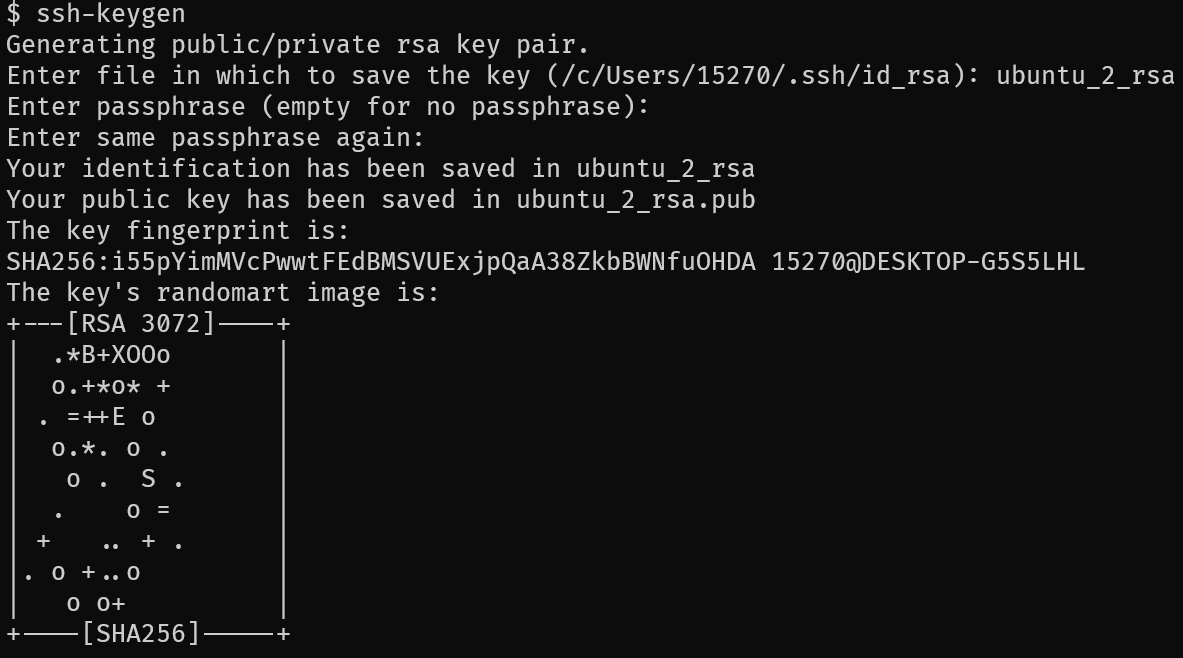 $ ssh-keygen
Generating public/private rsa key pair.
Enter file in which to save the key (/c/Users/15270/.ssh/id_rsa): ubuntu_2_rsa
Enter passphrase (empty for no passphrase):
Enter same passphrase again:
Your identification has been saved in ubuntu_2_rsa
Your public key has been saved in ubuntu_2_rsa.pub
The key fingerprint is:
SHA256:i55pYimMVcPwwtFEdBMSVUExjpQaA38ZkbBWNfuOHDA 15270@DESKTOP-G5S5LHL
The key's randomart image is:
+---[RSA 3072]----+
|  .*B+XOOo       |
|  o.+*o* +       |
| . =++E o        |
|  o.*. o .       |
|   o .  S .      |
|  .    o =       |
| +   .. + .      |
|. o +..o         |
|   o o+          |
+----[SHA256]-----+